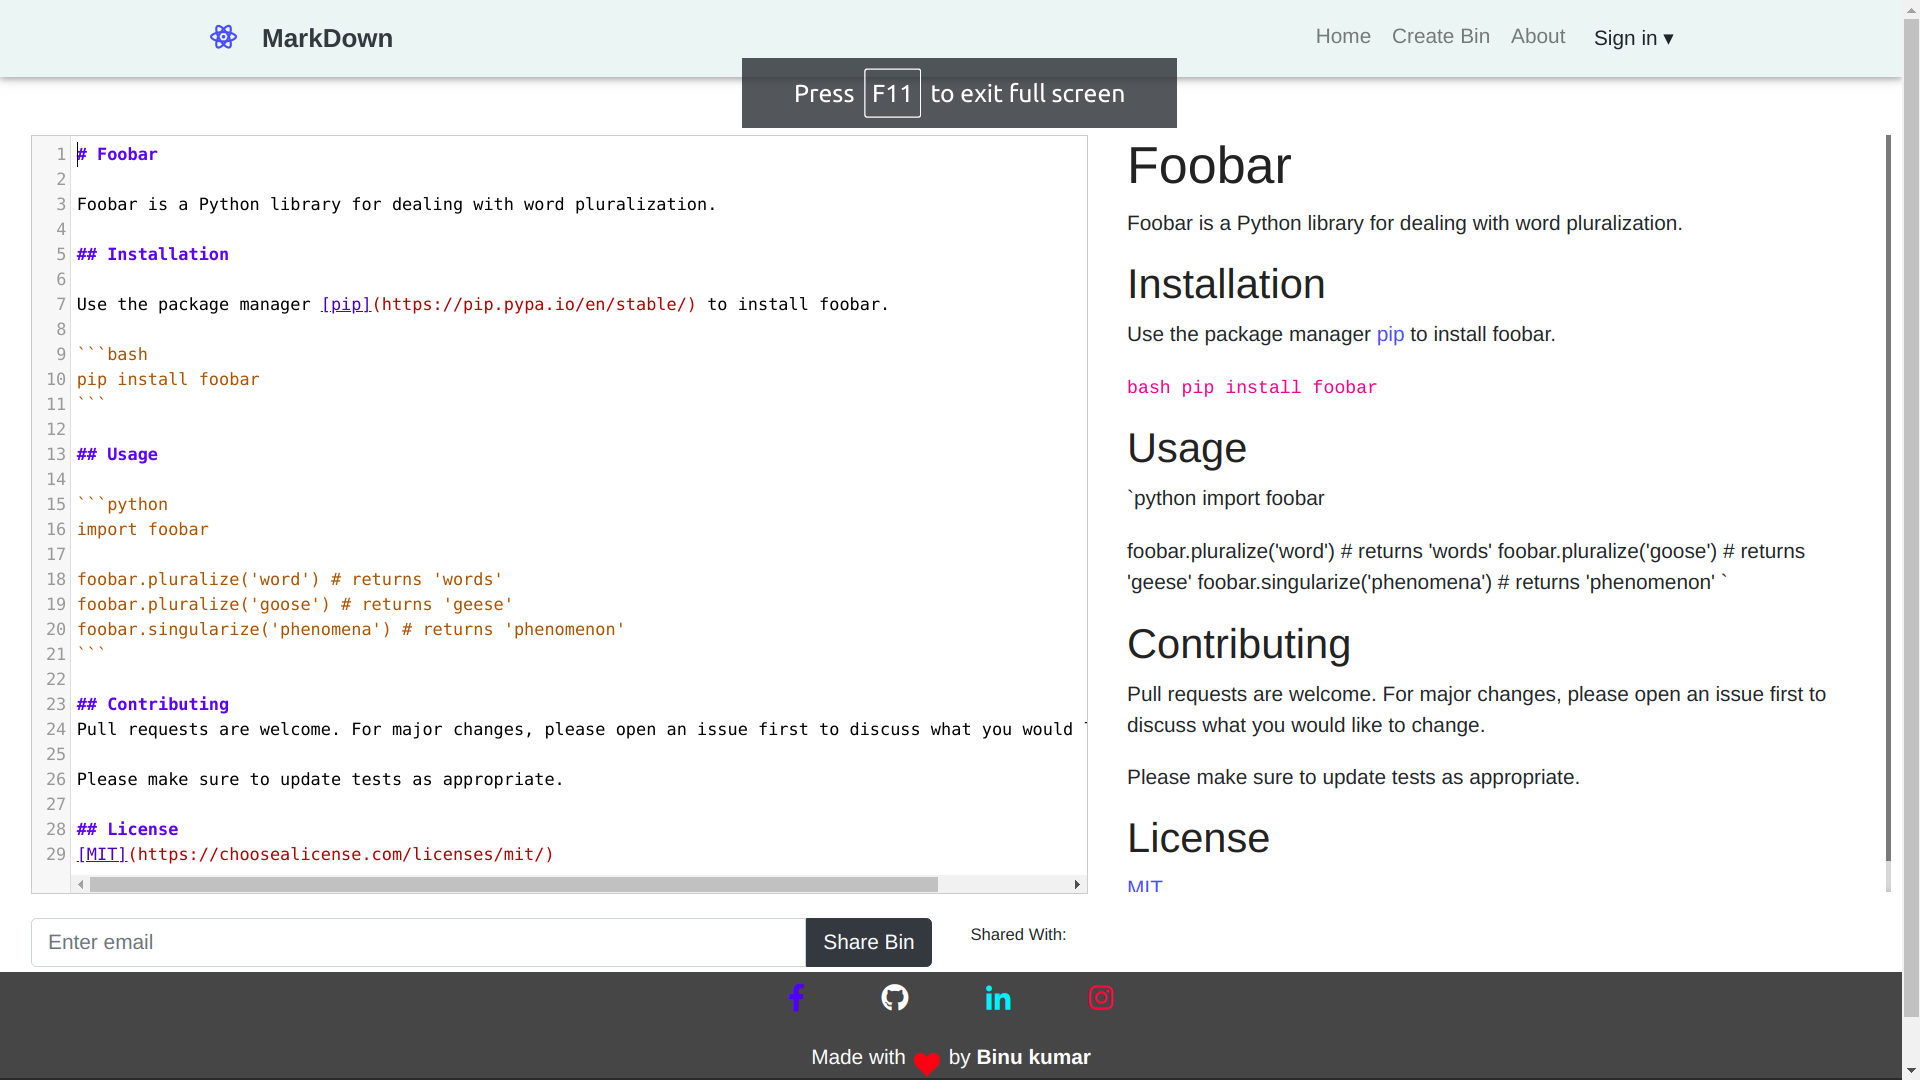 MarkDown
Home Create Bin About Sign in ▾
Press F11 to exit full screen
1 # Foobar
2
3 Foobar is a Python library for dealing with word pluralization.
4
5 ## Installation
6
7 Use the package manager [pip](https://pip.pypa.io/en/stable/) to install foobar.
8
9 ```bash
10 pip install foobar
11 ```
12
13 ## Usage
14
15 ```python
16 import foobar
17
18 foobar.pluralize('word') # returns 'words'
19 foobar.pluralize('goose') # returns 'geese'
20 foobar.singularize('phenomena') # returns 'phenomenon'
21 ```
22
23 ## Contributing
24 Pull requests are welcome. For major changes, please open an issue first to discuss what you would
25
26 Please make sure to update tests as appropriate.
27
28 ## License
29 [MIT](https://choosealicense.com/licenses/mit/)
Foobar
Foobar is a Python library for dealing with word pluralization.
Installation
Use the package manager pip to install foobar.
bash pip install foobar
Usage
`python import foobar
foobar.pluralize('word') # returns 'words' foobar.pluralize('goose') # returns
'geese' foobar.singularize('phenomena') # returns 'phenomenon' `
Contributing
Pull requests are welcome. For major changes, please open an issue first to
discuss what you would like to change.
Please make sure to update tests as appropriate.
License
MIT
Enter email
Share Bin
Shared With:
Made with ❤ by Binu kumar